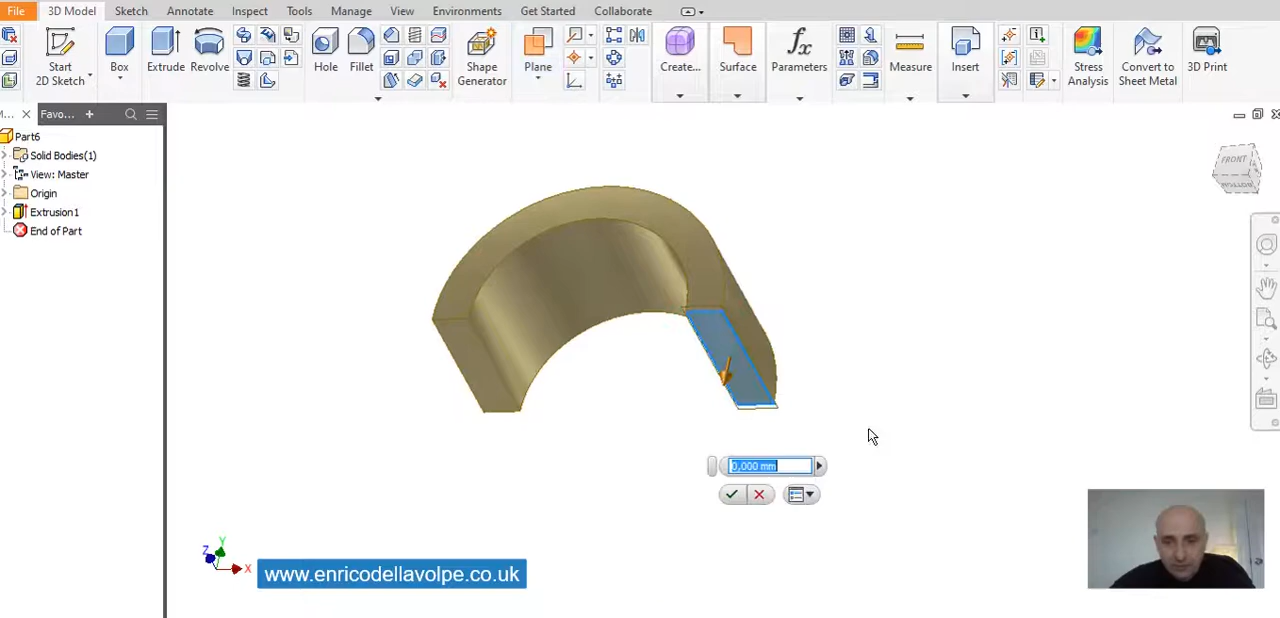 File 3D Model Sketch Annotate Inspect Tools Manage View Environments Get Started Collaborate
Start
2D Sketch
Box
Extrude
Revolve
Hole
Fillet
Shape
Generator
Plane
Create...
Surface
fx
Parameters
Measure
Insert
Stress
Analysis
Convert to
Sheet Metal
3D Print
M... Favo...
Part6
Solid Bodies(1)
View: Master
Origin
Extrusion1
End of Part
FRONT
0,000 mm
Y
Z
X
www.enricodellavolpe.co.uk